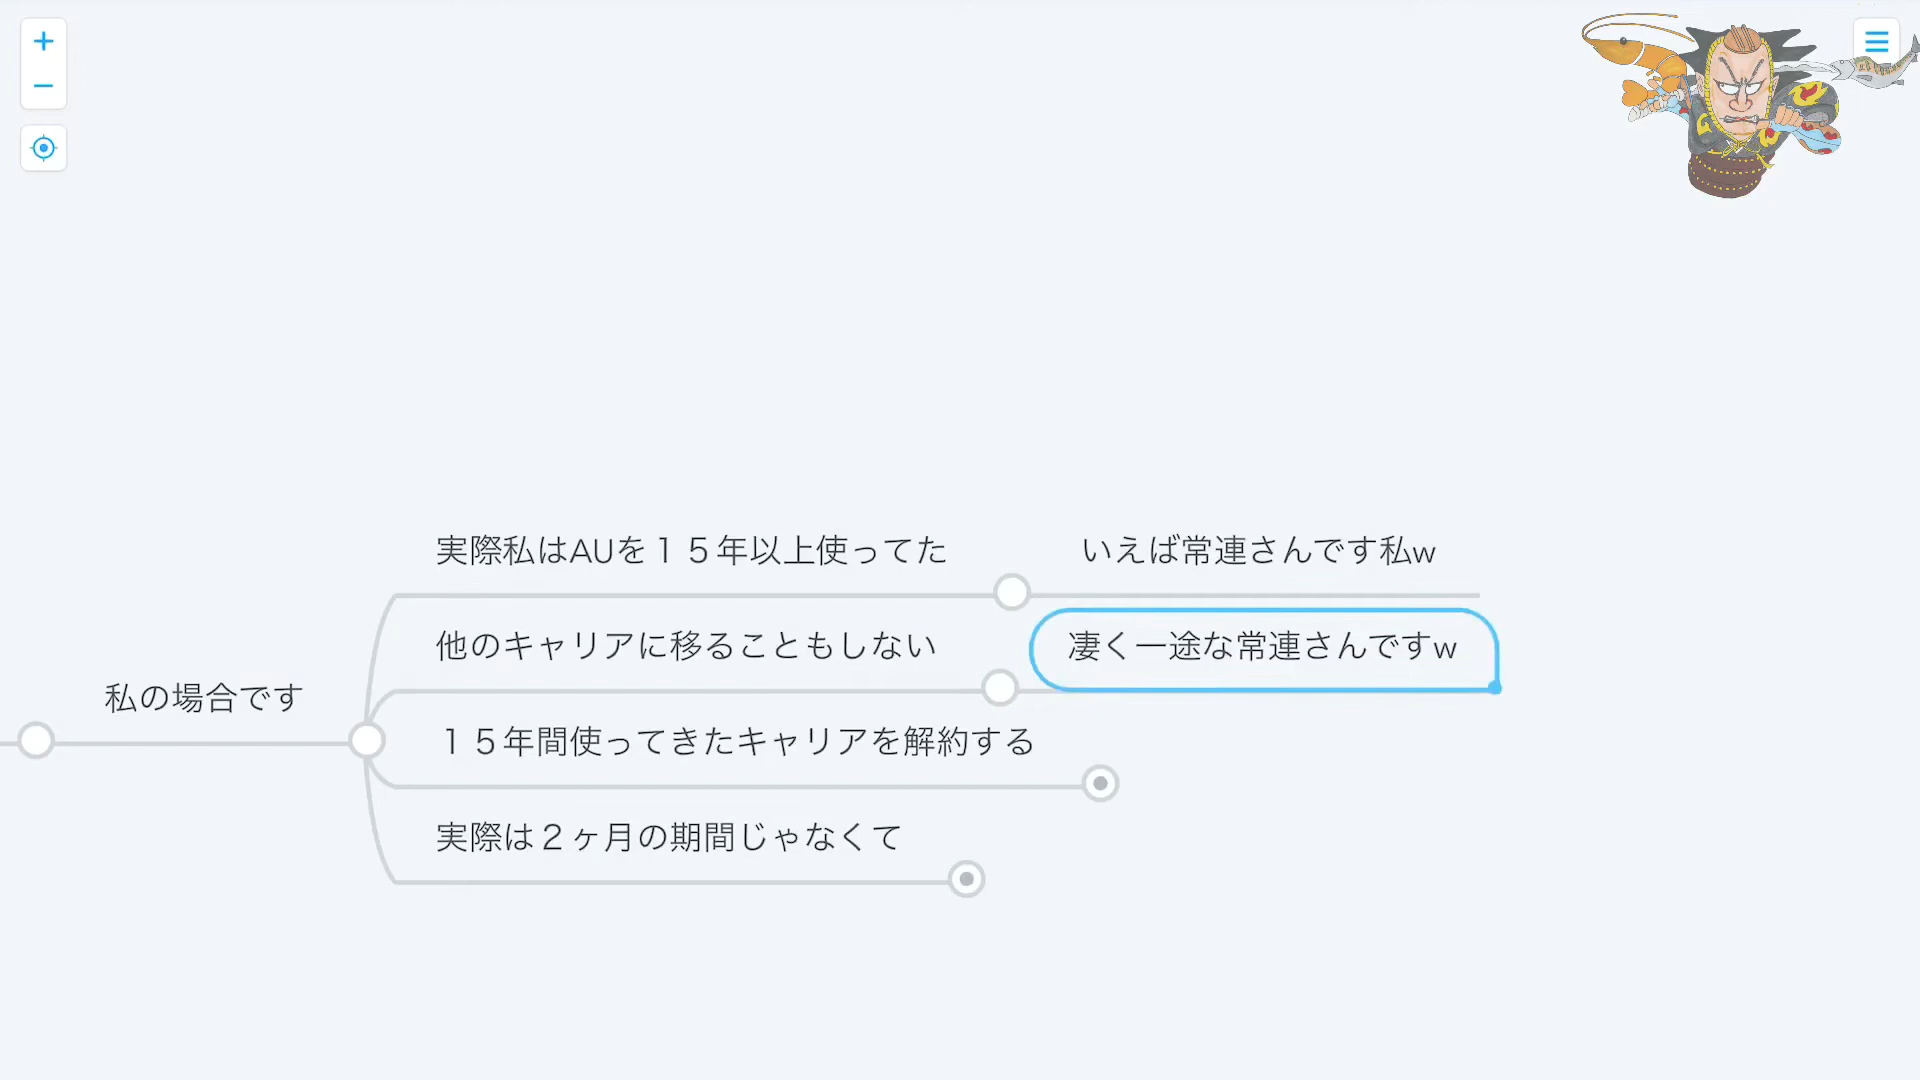 私の場合です
実際私はAUを１５年以上使ってた
いえば常連さんです私w
他のキャリアに移ることもしない
凄く一途な常連さんですw
１５年間使ってきたキャリアを解約する
実際は２ヶ月の期間じゃなくて